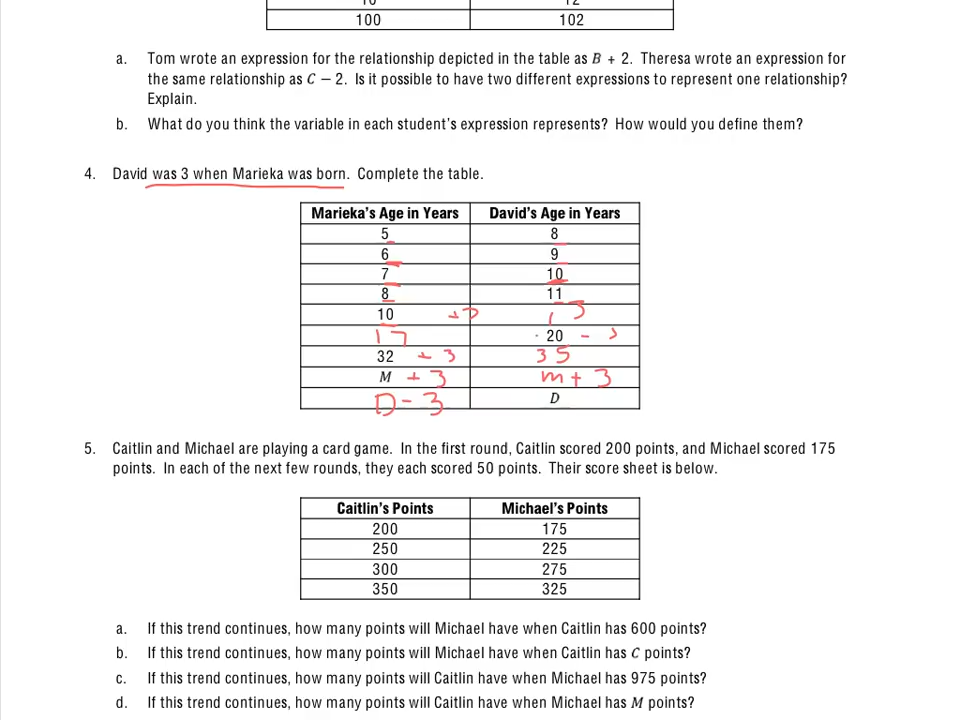 100 102
a. Tom wrote an expression for the relationship depicted in the table as B + 2. Theresa wrote an expression for
the same relationship as C − 2. Is it possible to have two different expressions to represent one relationship?
Explain.
b. What do you think the variable in each student's expression represents? How would you define them?
4. David was 3 when Marieka was born. Complete the table.
Marieka's Age in Years David's Age in Years
5 8
6 9
7 10
8 11
10 +3 13
17 20 - 3
32 + 3 35
M + 3 m + 3
D - 3 D
5. Caitlin and Michael are playing a card game. In the first round, Caitlin scored 200 points, and Michael scored 175
points. In each of the next few rounds, they each scored 50 points. Their score sheet is below.
Caitlin's Points Michael's Points
200 175
250 225
300 275
350 325
a. If this trend continues, how many points will Michael have when Caitlin has 600 points?
b. If this trend continues, how many points will Michael have when Caitlin has C points?
c. If this trend continues, how many points will Caitlin have when Michael has 975 points?
d. If this trend continues, how many points will Caitlin have when Michael has M points?